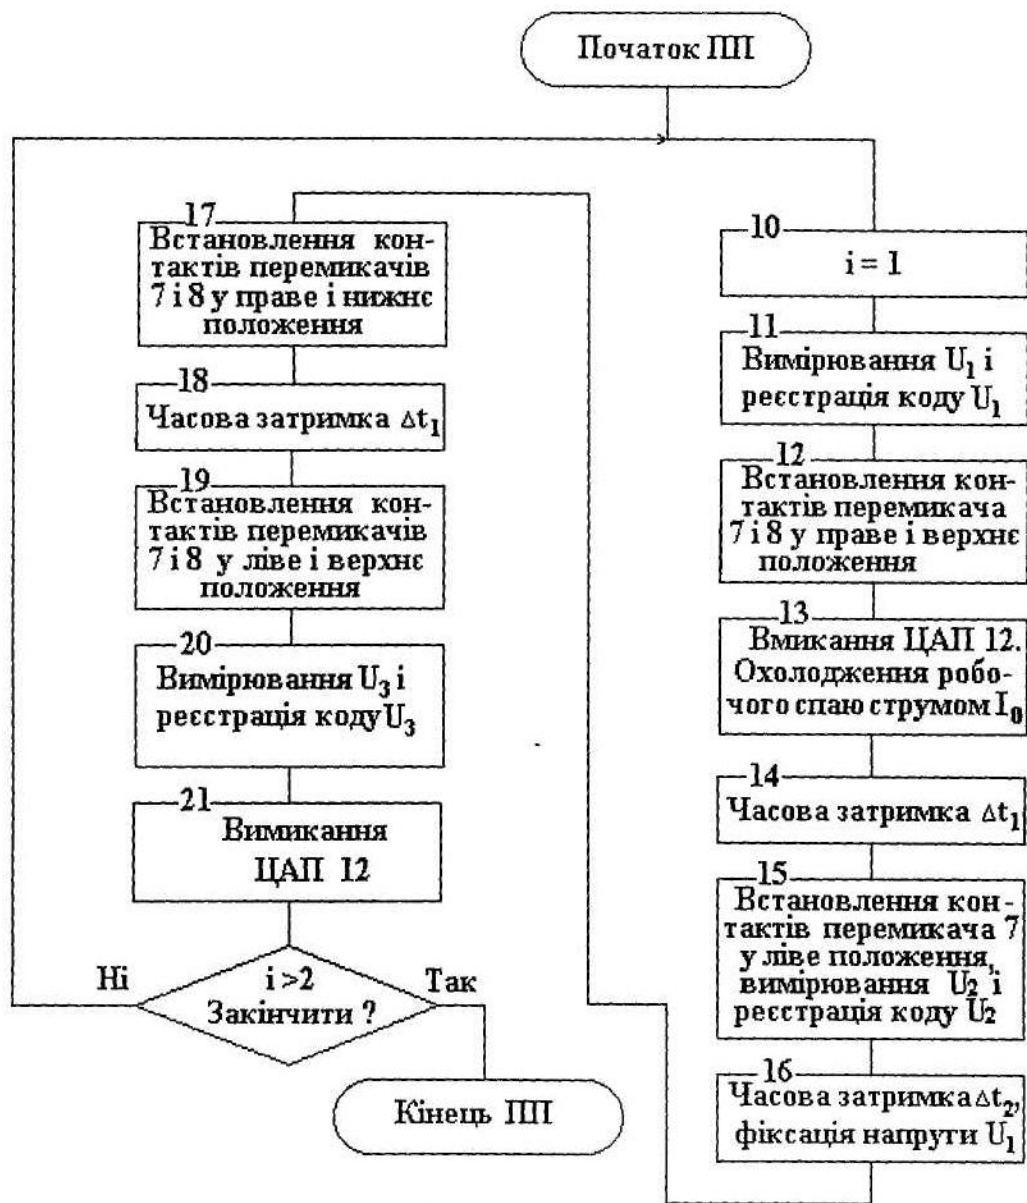 Початок ПП
10
i = 1
11
Вимірювання U₁ і
реєстрація коду U₁
12
Встановлення кон-
тактів перемикача
7 і 8 у праве і верхнє
положення
13
Вмикання ЦАП 12.
Охолодження робо-
чого спаю струмом I₀
14
Часова затримка Δt₁
15
Встановлення кон-
тактів перемикача 7
у ліве положення,
вимірювання U₂ і
реєстрація коду U₂
16
Часова затримка Δt₂,
фіксація напруги U₁
17
Встановлення кон-
тактів перемикачів
7 і 8 у праве і нижнє
положення
18
Часова затримка Δt₁
19
Встановлення кон-
тактів перемикачів
7 і 8 у ліве і верхнє
положення
20
Вимірювання U₃ і
реєстрація коду U₃
21
Вимикання
ЦАП 12
Ні
i >2
Так
Закінчити ?
Кінець ПП